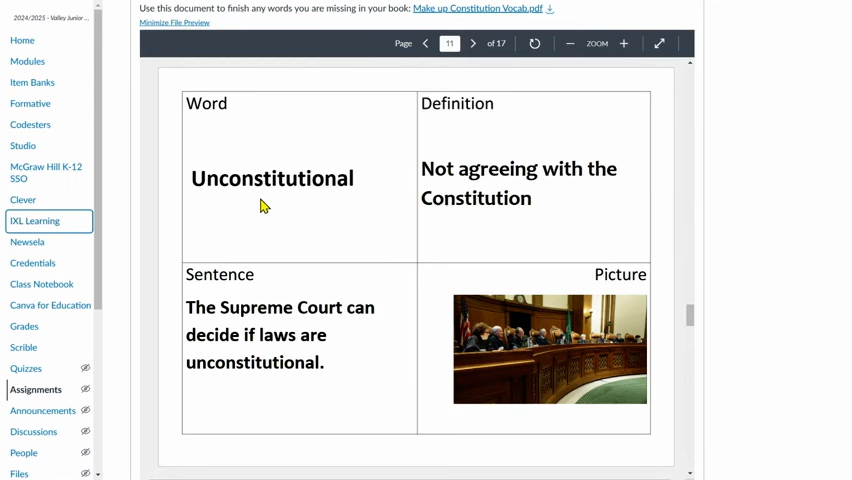 Use this document to finish any words you are missing in your book: Make up Constitution Vocab.pdf
Minimize File Preview
2024/2025 - Valley Junior ...
Home
Modules
Item Banks
Formative
Codesters
Studio
McGraw Hill K-12
SSO
Clever
IXL Learning
Newsela
Credentials
Class Notebook
Canva for Education
Grades
Scrible
Quizzes
Assignments
Announcements
Discussions
People
Files
Page 11 of 17 ZOOM
Word
Unconstitutional
Definition
Not agreeing with the
Constitution
Sentence
The Supreme Court can
decide if laws are
unconstitutional.
Picture